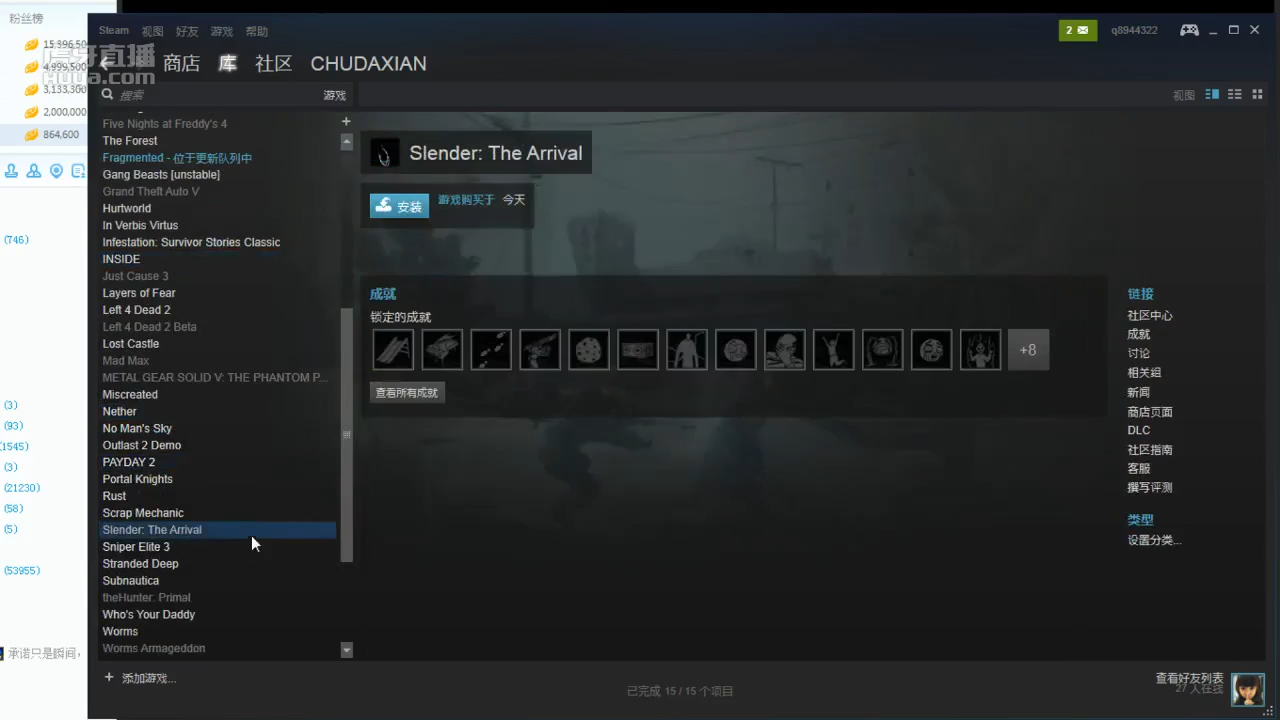 粉丝榜
15,396,50
4,999,500
3,133,300
2,000,000
864,600
虎牙直播
Huya.com
(746)
(3)
(93)
(1545)
(3)
(21230)
(58)
(5)
(53955)
承诺只是瞬间，
Steam 视图 好友 游戏 帮助
2
q8944322
商店 库 社区 CHUDAXIAN
搜索 游戏
视图
Five Nights at Freddy's 4
The Forest
Fragmented - 位于更新队列中
Gang Beasts [unstable]
Grand Theft Auto V
Hurtworld
In Verbis Virtus
Infestation: Survivor Stories Classic
INSIDE
Just Cause 3
Layers of Fear
Left 4 Dead 2
Left 4 Dead 2 Beta
Lost Castle
Mad Max
METAL GEAR SOLID V: THE PHANTOM P...
Miscreated
Nether
No Man's Sky
Outlast 2 Demo
PAYDAY 2
Portal Knights
Rust
Scrap Mechanic
Slender: The Arrival
Sniper Elite 3
Stranded Deep
Subnautica
theHunter: Primal
Who's Your Daddy
Worms
Worms Armageddon
+ 添加游戏...
Slender: The Arrival
安装
游戏购买于 今天
成就
锁定的成就
+8
查看所有成就
链接
社区中心
成就
讨论
相关组
新闻
商店页面
DLC
社区指南
客服
撰写评测
类型
设置分类...
已完成 15 / 15 个项目
查看好友列表
27 人在线